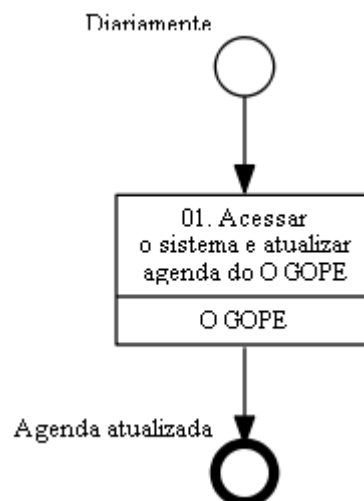 Diariamente
01. Acessar
o sistema e atualizar
agenda do O GOPE
O GOPE
Agenda atualizada